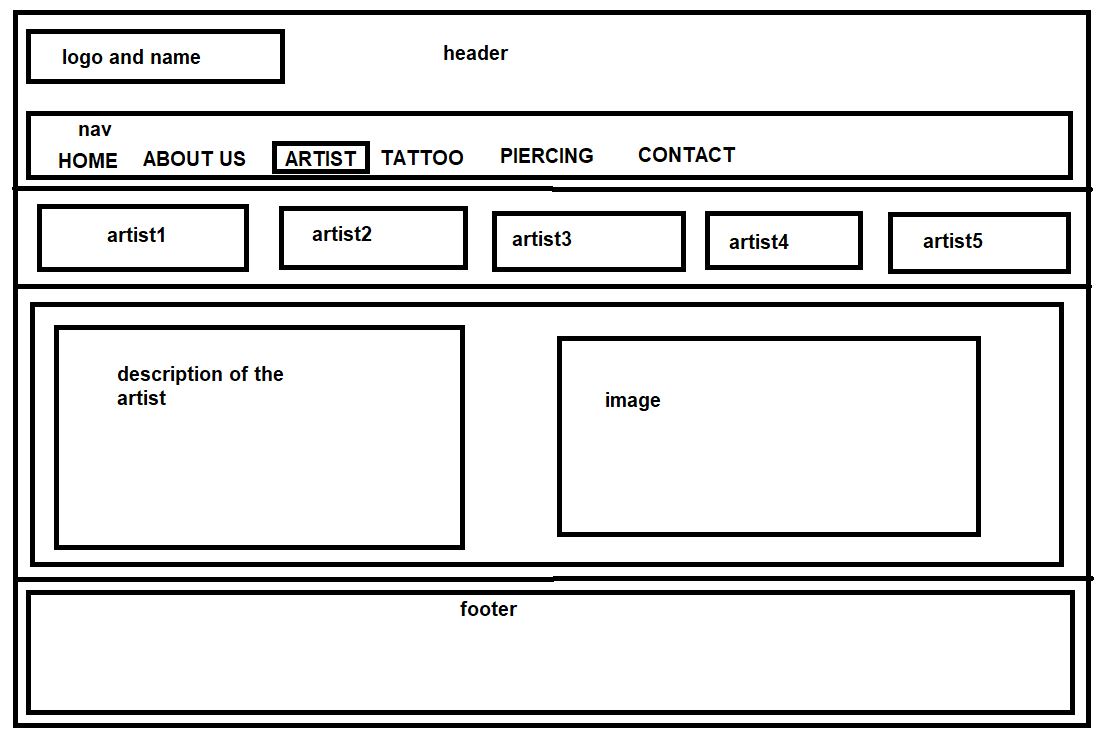 logo and name
header
nav
HOME ABOUT US ARTIST TATTOO PIERCING CONTACT
artist1 artist2 artist3 artist4 artist5
description of the
artist
image
footer